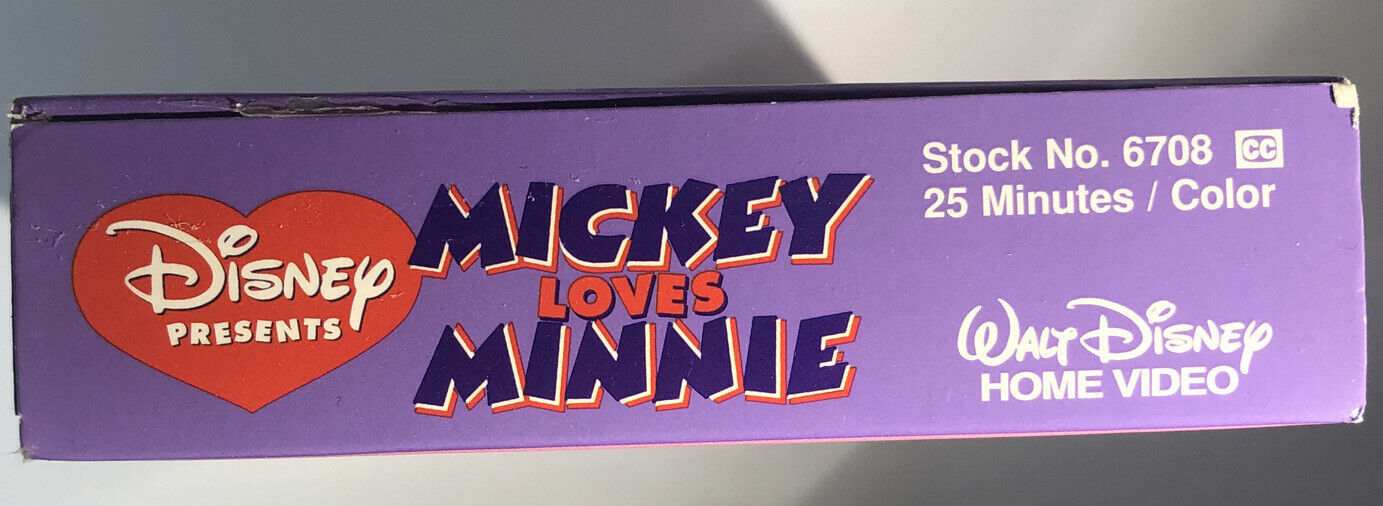 Disney
PRESENTS
MICKEY
LOVES
MINNIE
Stock No. 6708 CC
25 Minutes / Color
Walt Disney
HOME VIDEO